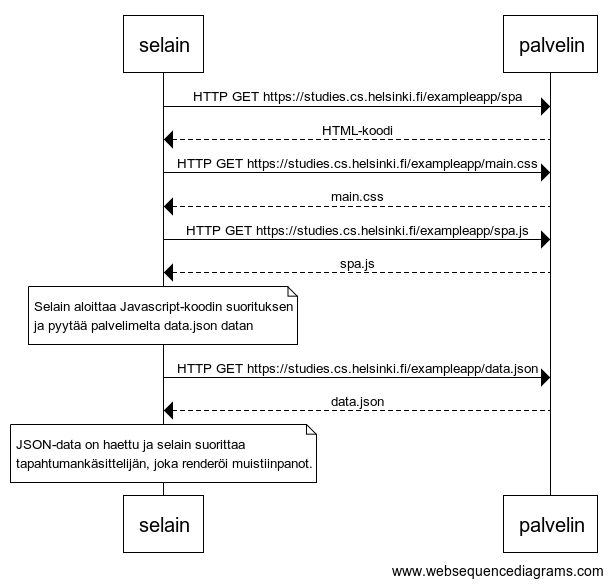 selain
palvelin
HTTP GET https://studies.cs.helsinki.fi/exampleapp/spa
HTML-koodi
HTTP GET https://studies.cs.helsinki.fi/exampleapp/main.css
main.css
HTTP GET https://studies.cs.helsinki.fi/exampleapp/spa.js
spa.js
Selain aloittaa Javascript-koodin suorituksen
ja pyytää palvelimelta data.json datan
HTTP GET https://studies.cs.helsinki.fi/exampleapp/data.json
data.json
JSON-data on haettu ja selain suorittaa
tapahtumankäsittelijän, joka renderöi muistiinpanot.
selain
palvelin
www.websequencediagrams.com